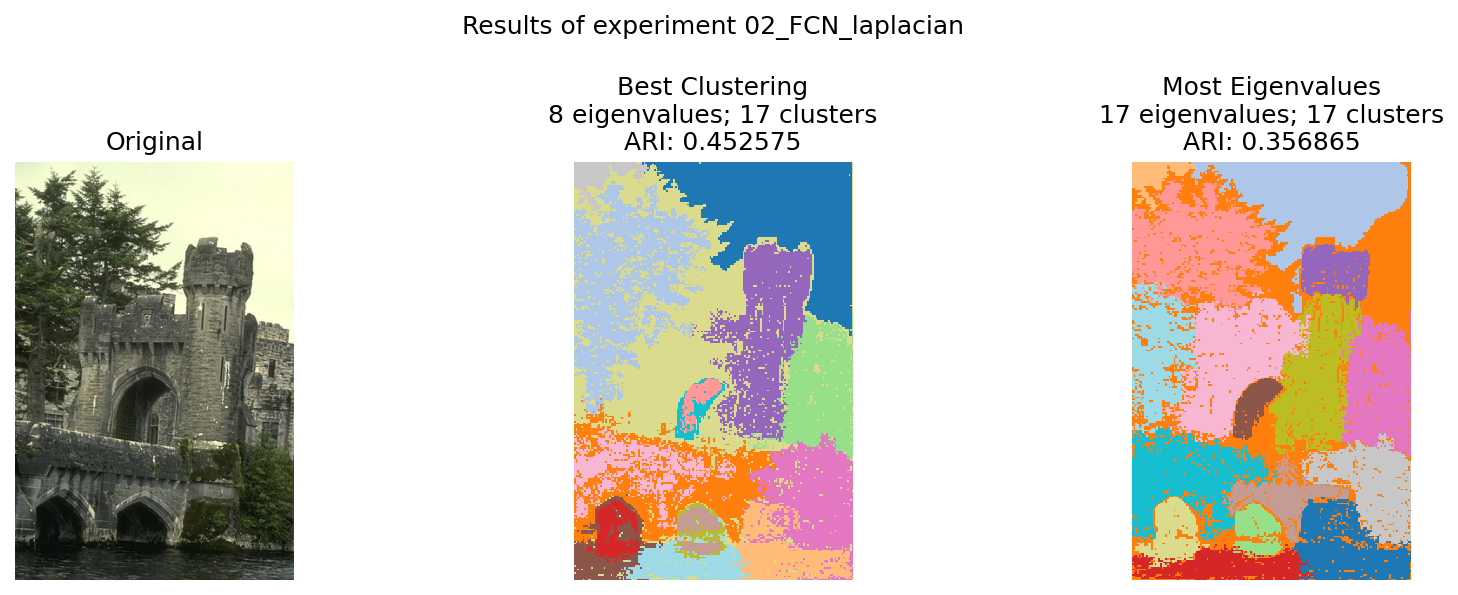 Results of experiment 02_FCN_laplacian
Original
Best Clustering
8 eigenvalues; 17 clusters
ARI: 0.452575
Most Eigenvalues
17 eigenvalues; 17 clusters
ARI: 0.356865